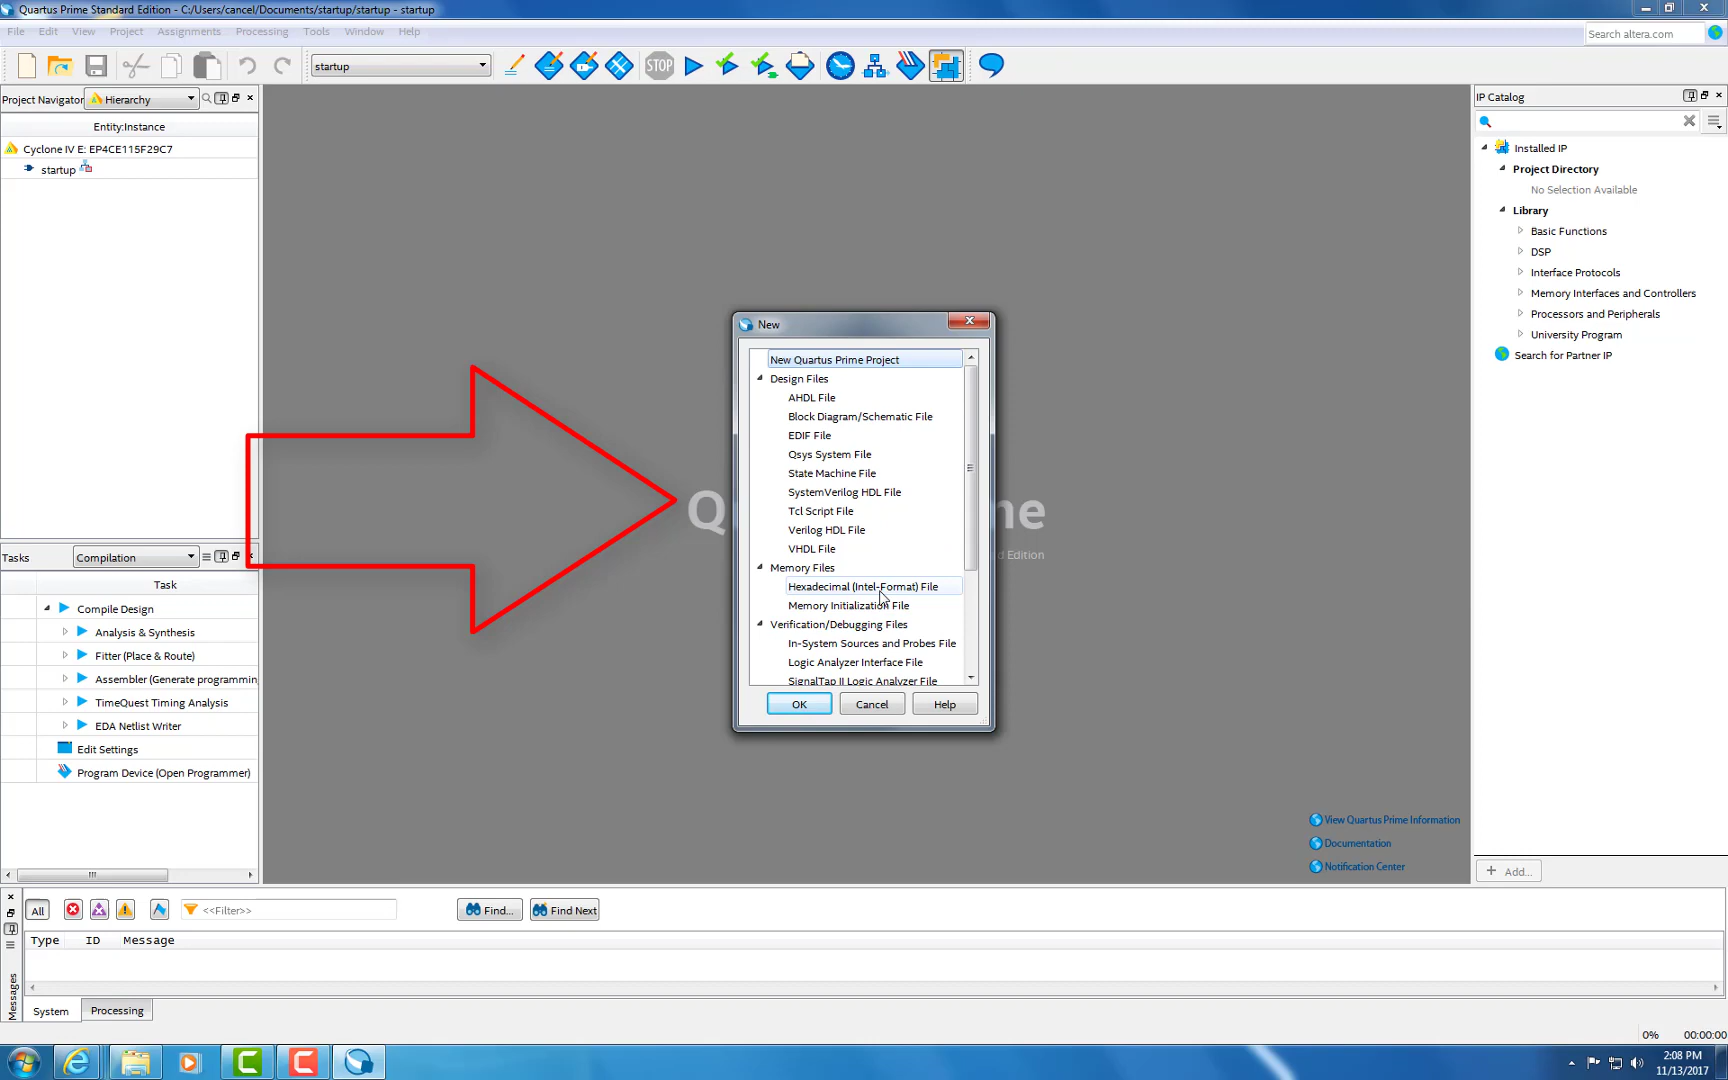 Quartus Prime Standard Edition - C:/Users/cancel/Documents/startup/startup - startup
File Edit View Project Assignments Processing Tools Window Help
Search altera.com
startup
STOP
Project Navigator Hierarchy
Entity:Instance
Cyclone IV E: EP4CE115F29C7
startup
Tasks Compilation
Task
Compile Design
Analysis & Synthesis
Fitter (Place & Route)
Assembler (Generate programmin
TimeQuest Timing Analysis
EDA Netlist Writer
Edit Settings
Program Device (Open Programmer)
New
New Quartus Prime Project
Design Files
AHDL File
Block Diagram/Schematic File
EDIF File
Qsys System File
State Machine File
SystemVerilog HDL File
Tcl Script File
Verilog HDL File
VHDL File
Memory Files
Hexadecimal (Intel-Format) File
Memory Initialization File
Verification/Debugging Files
In-System Sources and Probes File
Logic Analyzer Interface File
SignalTap II Logic Analyzer File
OK Cancel Help
Q
ne
d Edition
View Quartus Prime Information
Documentation
Notification Center
IP Catalog
Installed IP
Project Directory
No Selection Available
Library
Basic Functions
DSP
Interface Protocols
Memory Interfaces and Controllers
Processors and Peripherals
University Program
Search for Partner IP
+ Add...
All <<Filter>> Find... Find Next
Type ID Message
Messages
System Processing
0% 00:00:00
2:08 PM
11/13/2017